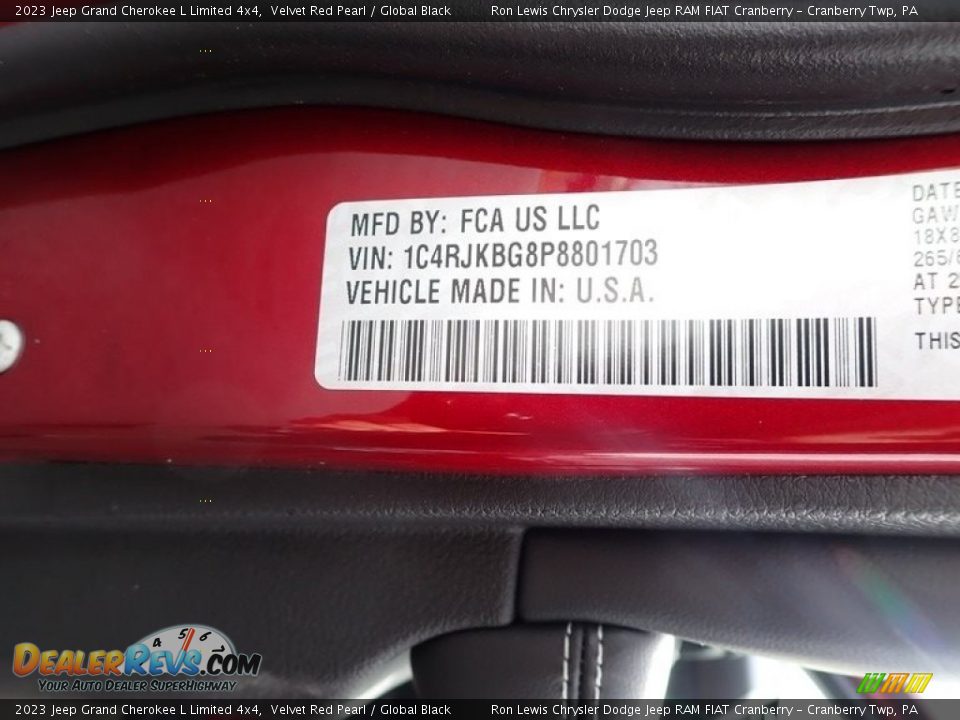 2023 Jeep Grand Cherokee L Limited 4x4, Velvet Red Pearl / Global Black Ron Lewis Chrysler Dodge Jeep RAM FIAT Cranberry – Cranberry Twp, PA
MFD BY: FCA US LLC
VIN: 1C4RJKBG8P8801703
VEHICLE MADE IN: U.S.A.
DATE
GAW
18X8
265/6
AT 2
TYPE
THIS
4 5 6
DealerRevs.com
Your Auto Dealer SuperHighway
2023 Jeep Grand Cherokee L Limited 4x4, Velvet Red Pearl / Global Black Ron Lewis Chrysler Dodge Jeep RAM FIAT Cranberry – Cranberry Twp, PA